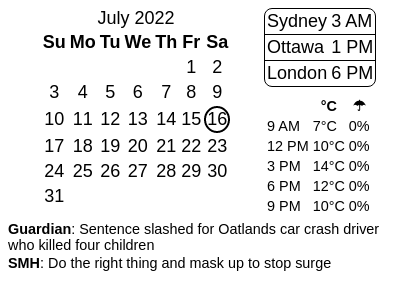 July 2022
Su Mo Tu We Th Fr Sa
1 2
3 4 5 6 7 8 9
10 11 12 13 14 15 16
17 18 19 20 21 22 23
24 25 26 27 28 29 30
31
Sydney 3 AM
Ottawa 1 PM
London 6 PM
°C ☂
9 AM 7°C 0%
12 PM 10°C 0%
3 PM 14°C 0%
6 PM 12°C 0%
9 PM 10°C 0%
Guardian: Sentence slashed for Oatlands car crash driver
who killed four children
SMH: Do the right thing and mask up to stop surge